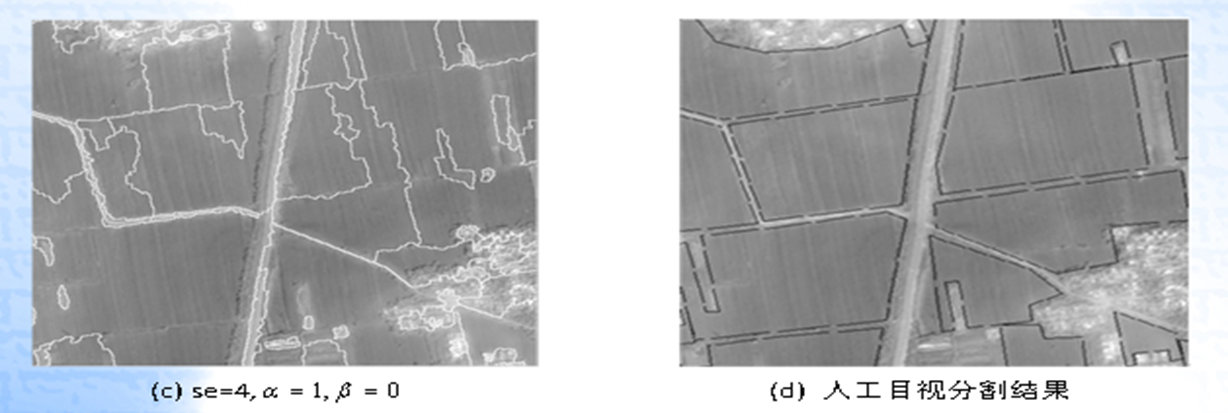 (c) se=4, α = 1, β = 0
(d) 人工目视分割结果